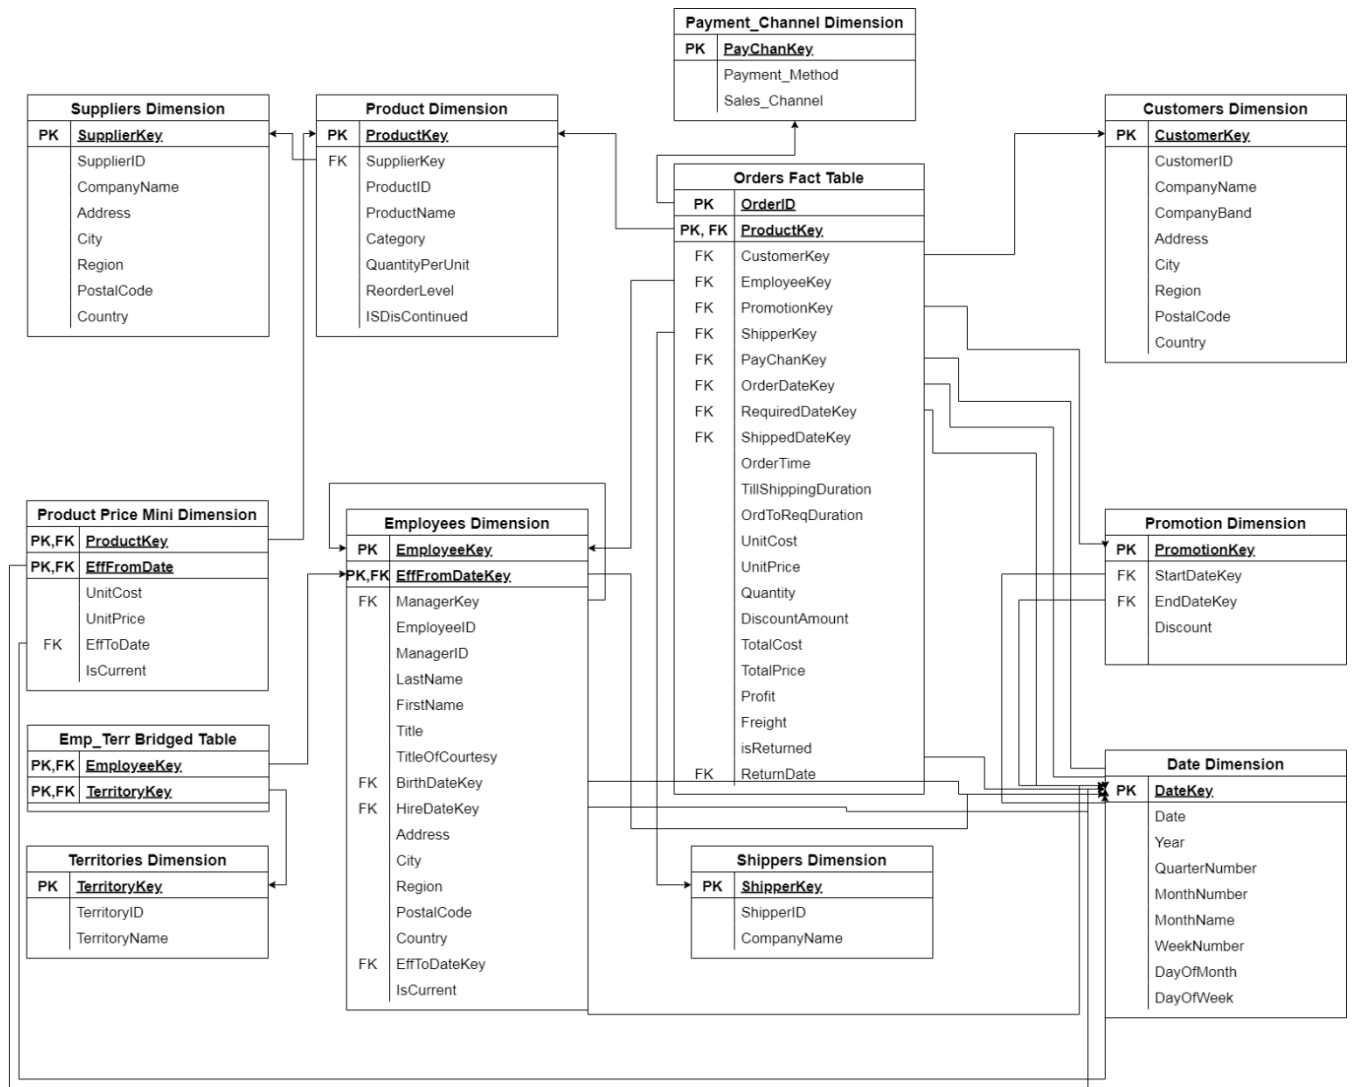 Payment_Channel Dimension
PK PayChanKey
Payment_Method
Sales_Channel
Suppliers Dimension
PK SupplierKey
SupplierID
CompanyName
Address
City
Region
PostalCode
Country
Product Dimension
PK ProductKey
FK SupplierKey
ProductID
ProductName
Category
QuantityPerUnit
ReorderLevel
ISDisContinued
Orders Fact Table
PK OrderID
PK, FK ProductKey
FK CustomerKey
FK EmployeeKey
FK PromotionKey
FK ShipperKey
FK PayChanKey
FK OrderDateKey
FK RequiredDateKey
FK ShippedDateKey
OrderTime
TillShippingDuration
OrdToReqDuration
UnitCost
UnitPrice
Quantity
DiscountAmount
TotalCost
TotalPrice
Profit
Freight
isReturned
FK ReturnDate
Customers Dimension
PK CustomerKey
CustomerID
CompanyName
CompanyBand
Address
City
Region
PostalCode
Country
Product Price Mini Dimension
PK,FK ProductKey
PK,FK EffFromDate
UnitCost
UnitPrice
FK EffToDate
IsCurrent
Employees Dimension
PK EmployeeKey
PK,FK EffFromDateKey
FK ManagerKey
EmployeeID
ManagerID
LastName
FirstName
Title
TitleOfCourtesy
FK BirthDateKey
FK HireDateKey
Address
City
Region
PostalCode
Country
FK EffToDateKey
IsCurrent
Promotion Dimension
PK PromotionKey
FK StartDateKey
FK EndDateKey
Discount
Emp_Terr Bridged Table
PK,FK EmployeeKey
PK,FK TerritoryKey
Territories Dimension
PK TerritoryKey
TerritoryID
TerritoryName
Shippers Dimension
PK ShipperKey
ShipperID
CompanyName
Date Dimension
PK DateKey
Date
Year
QuarterNumber
MonthNumber
MonthName
WeekNumber
DayOfMonth
DayOfWeek